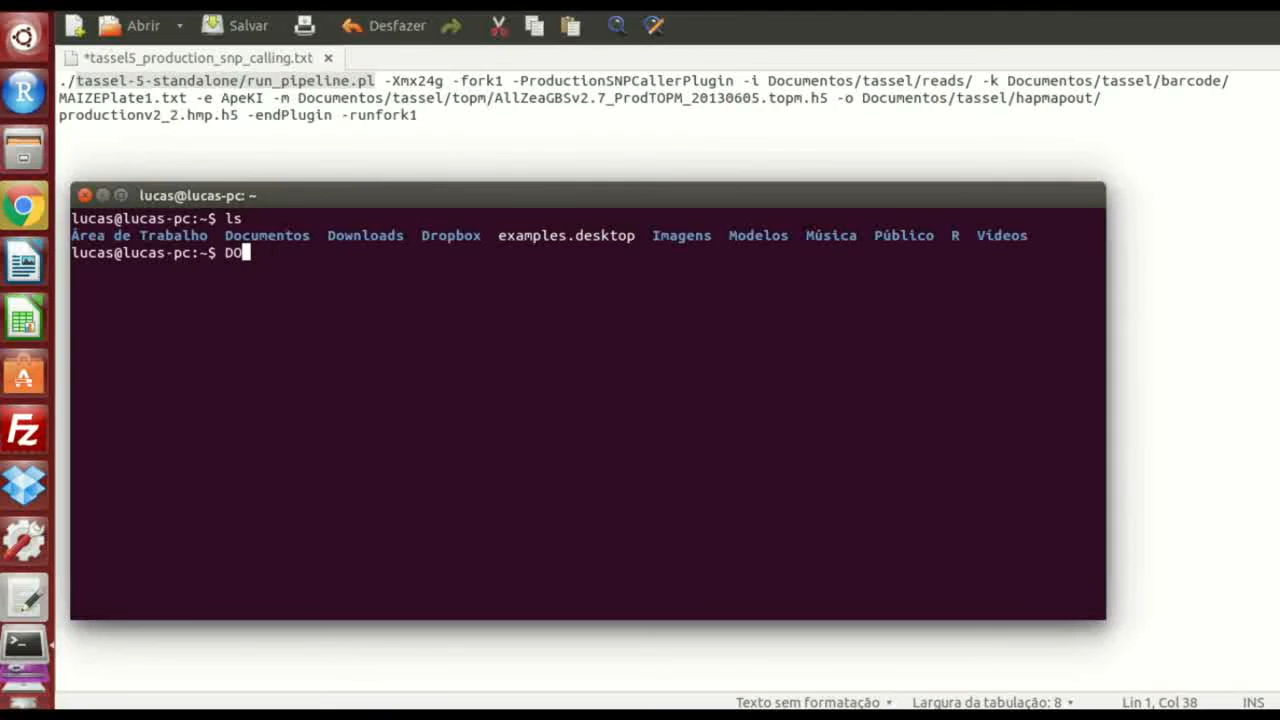 Abrir Salvar Desfazer
*tassel5_production_snp_calling.txt
./tassel-5-standalone/run_pipeline.pl -Xmx24g -fork1 -ProductionSNPCallerPlugin -i Documentos/tassel/reads/ -k Documentos/tassel/barcode/
MAIZEPlate1.txt -e ApeKI -m Documentos/tassel/topm/AllZeaGBSv2.7_ProdTOPM_20130605.topm.h5 -o Documentos/tassel/hapmapout/
productionv2_2.hmp.h5 -endPlugin -runfork1
lucas@lucas-pc: ~
lucas@lucas-pc:~$ ls
Área de Trabalho Documentos Downloads Dropbox examples.desktop Imagens Modelos Música Público R Vídeos
lucas@lucas-pc:~$ DO
R
A
FZ
>_
Texto sem formatação Largura da tabulação: 8 Lin 1, Col 38 INS